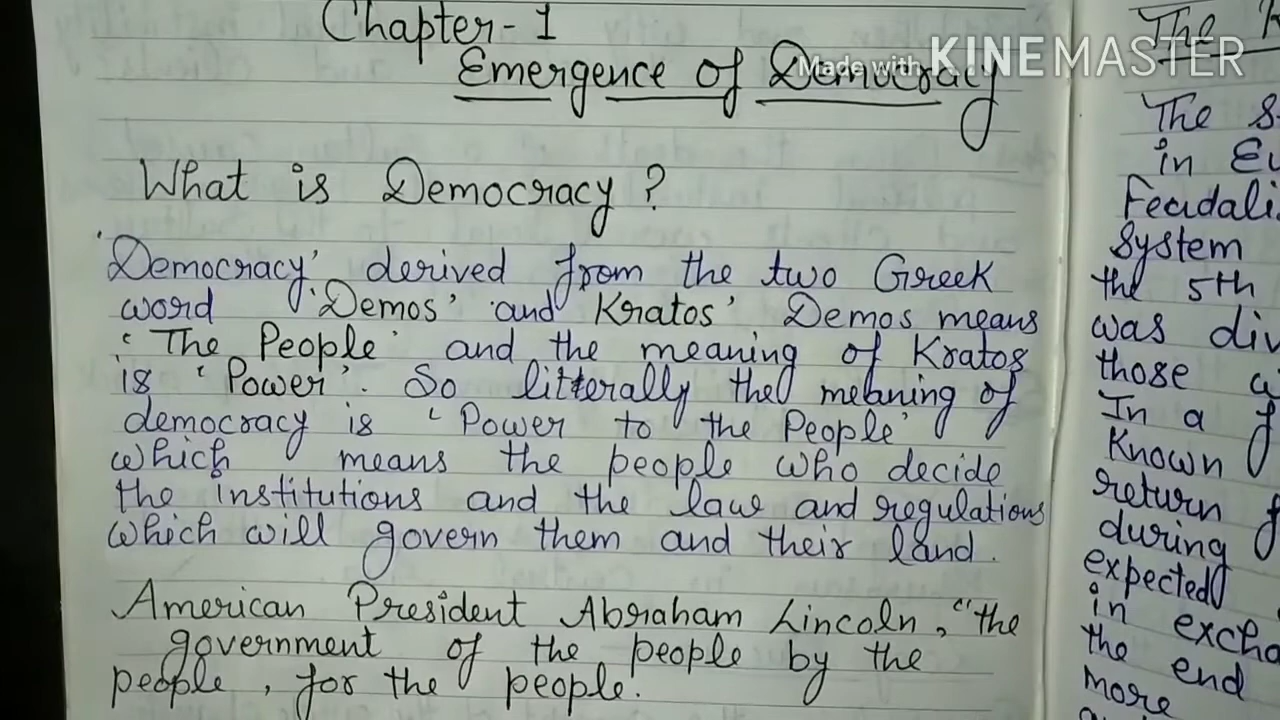 Chapter-1
Emergence of Democracy
Made with KINEMASTER
What is Democracy?
'Democracy' derived from the two Greek
word 'Demos' and Kratos' Demos means
'The People' and the meaning of Kratos
is 'Power'. So litterally the meaning of
democracy is 'Power to the People'
which means the people who decide
the institutions and the law and regulations
which will govern them and their land.
American President Abraham Lincoln, "the
government of the people by the
people, for the people.
The
The
in
Feudali
System
the 5th
was div
those
In a
Known
return
during
expected
in excha
the end
more